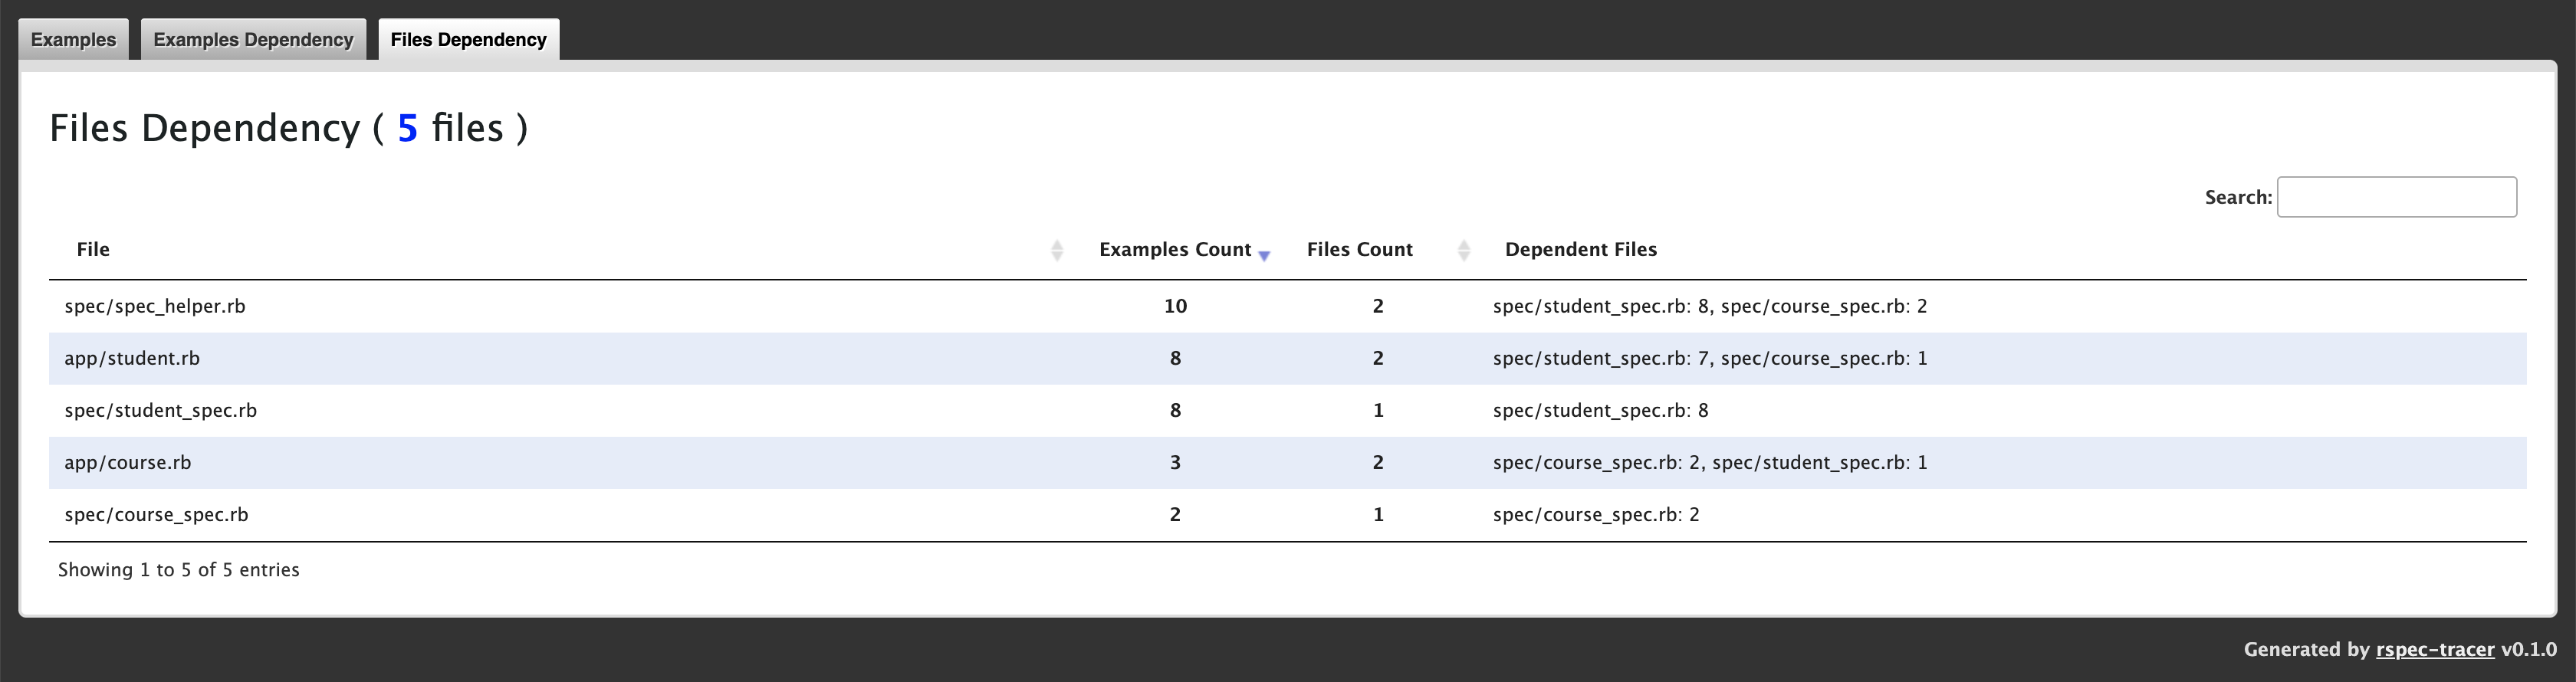 Examples Examples Dependency Files Dependency
Files Dependency ( 5 files )
Search:
File Examples Count Files Count Dependent Files
spec/spec_helper.rb 10 2 spec/student_spec.rb: 8, spec/course_spec.rb: 2
app/student.rb 8 2 spec/student_spec.rb: 7, spec/course_spec.rb: 1
spec/student_spec.rb 8 1 spec/student_spec.rb: 8
app/course.rb 3 2 spec/course_spec.rb: 2, spec/student_spec.rb: 1
spec/course_spec.rb 2 1 spec/course_spec.rb: 2
Showing 1 to 5 of 5 entries
Generated by rspec-tracer v0.1.0